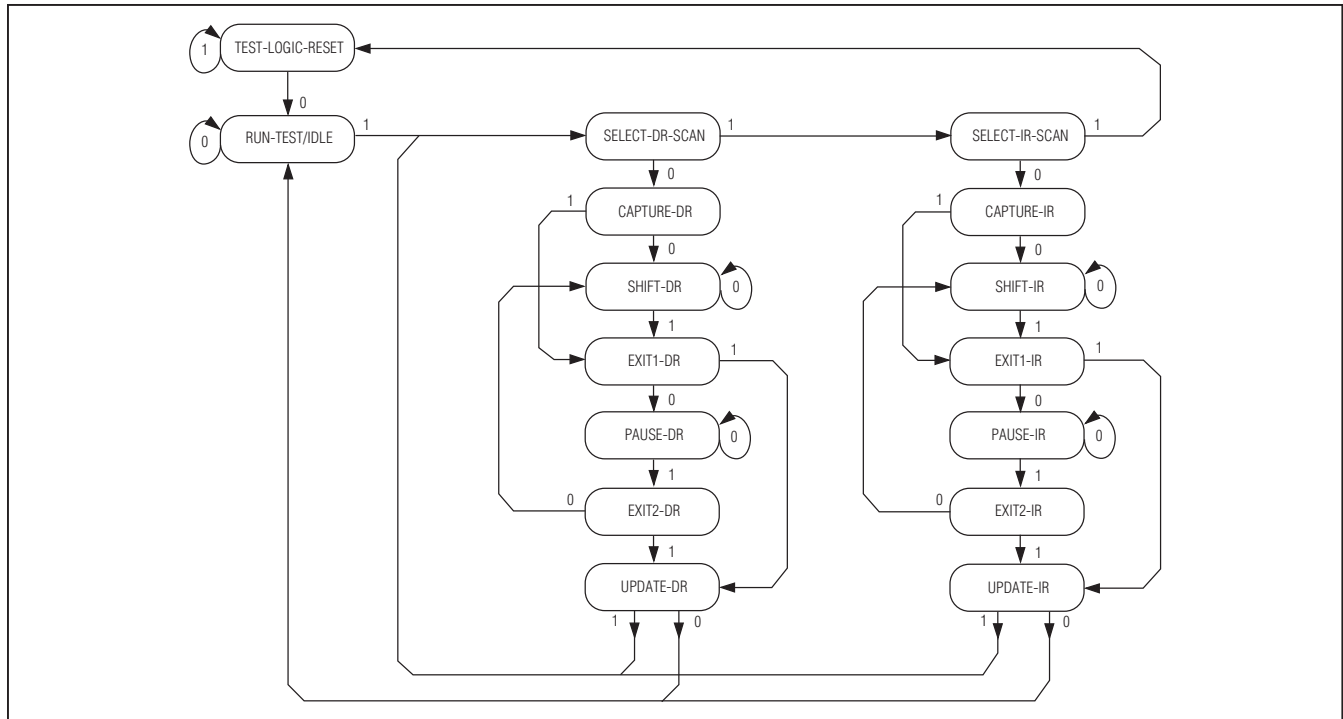 1
TEST-LOGIC-RESET
0
0
RUN-TEST/IDLE
1
SELECT-DR-SCAN
1
SELECT-IR-SCAN
1
0
0
1
CAPTURE-DR
1
CAPTURE-IR
0
0
SHIFT-DR
0
SHIFT-IR
0
1
1
EXIT1-DR
1
EXIT1-IR
1
0
0
PAUSE-DR
0
PAUSE-IR
0
1
1
0
EXIT2-DR
0
EXIT2-IR
1
1
UPDATE-DR
UPDATE-IR
1
0
1
0